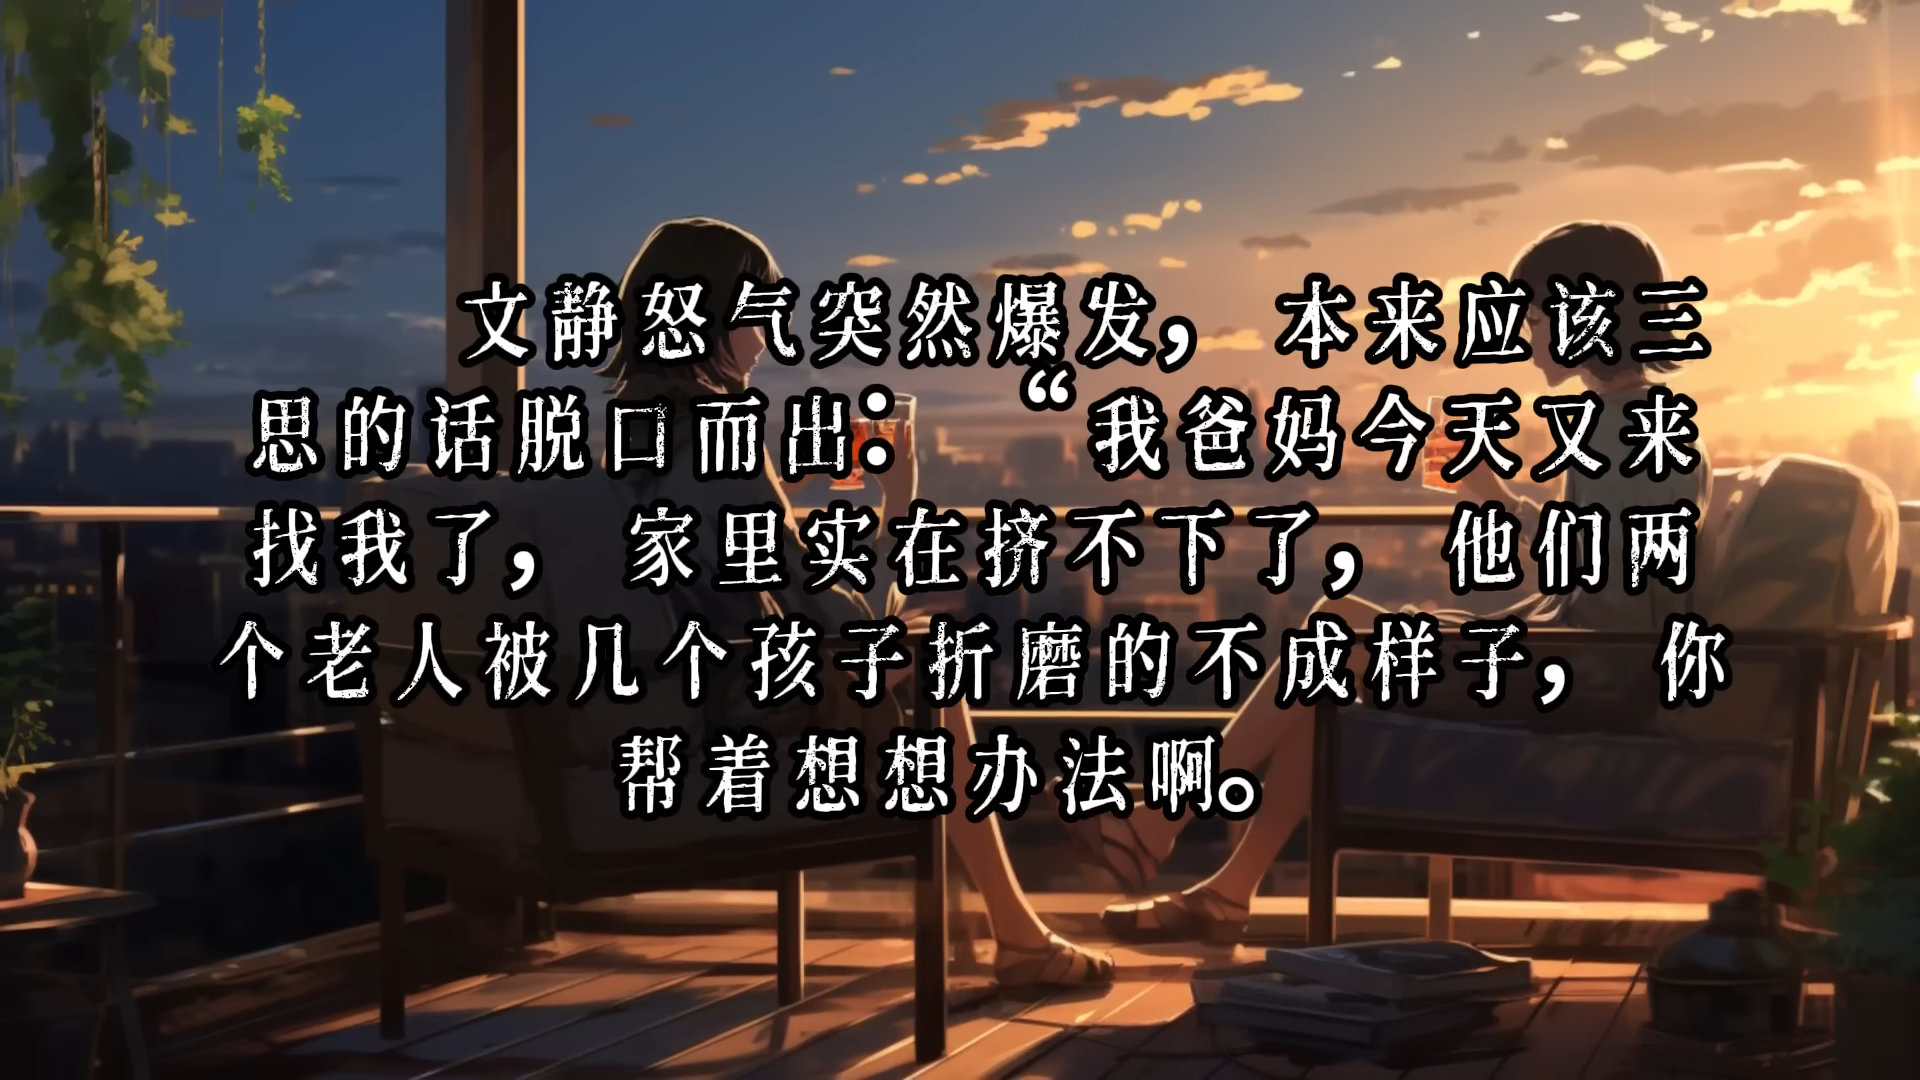 文静怒气突然爆发，本来应该三
思的话脱口而出：“我爸妈今天又来
找我了，家里实在挤不下了，他们两
个老人被几个孩子折磨的不成样子，你
帮着想想办法啊。